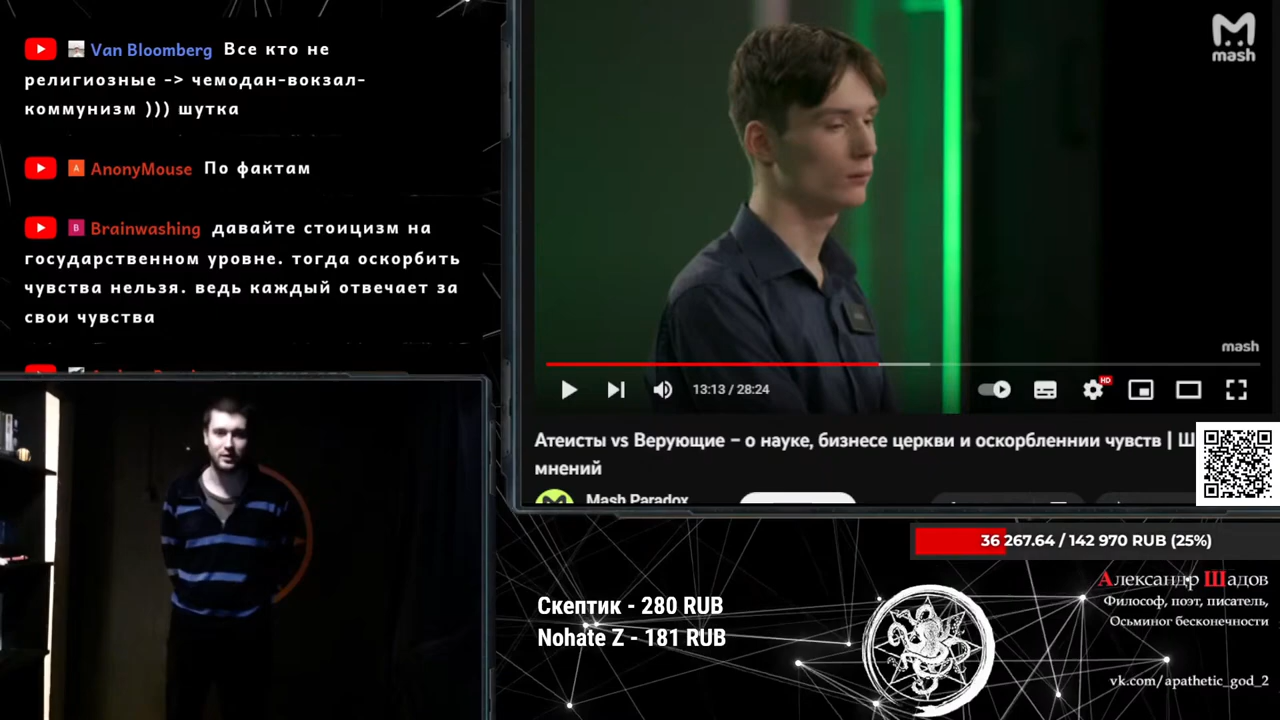 Van Bloomberg Все кто не
религиозные -> чемодан-вокзал-
коммунизм ))) шутка
A AnonyMouse По фактам
B Brainwashing давайте стоицизм на
государственном уровне. тогда оскорбить
чувства нельзя. ведь каждый отвечает за
свои чувства
mash
mash
13:13 / 28:24
HD
Атеисты vs Верующие – о науке, бизнесе церкви и оскорбленнии чувств | Ш
мнений
Mash Paradox
36 267.64 / 142 970 RUB (25%)
Скептик - 280 RUB
Nohate Z - 181 RUB
Александр Шадов
Философ, поэт, писатель,
Осьминог бесконечности
vk.com/apathetic_god_2